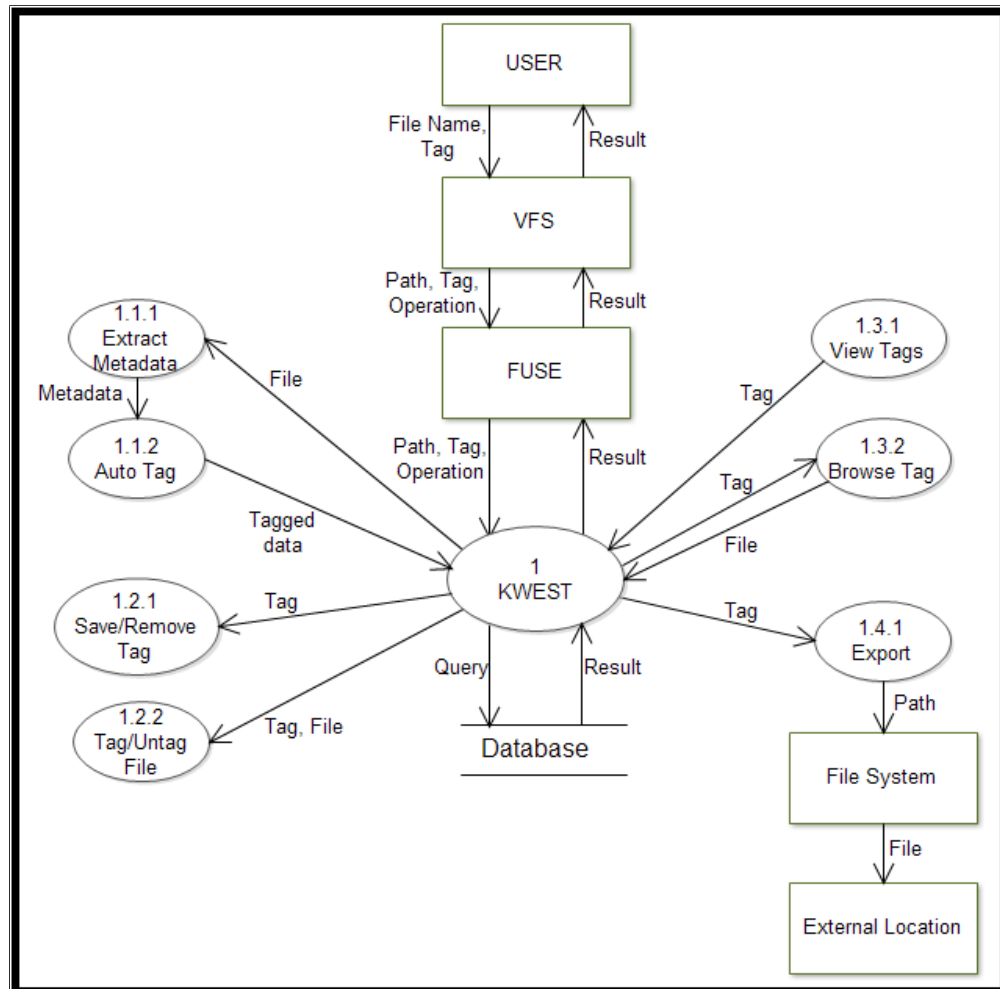 USER
File Name,
Tag
Result
VFS
Path, Tag,
Operation
Result
1.1.1
Extract
Metadata
FUSE
1.3.1
View Tags
File
Metadata
Tag
1.1.2
Auto Tag
Path, Tag,
Operation
Result
1.3.2
Browse Tag
Tag
Tagged
data
File
1
KWEST
1.2.1
Save/Remove
Tag
Tag
Tag
1.4.1
Export
Query
Result
1.2.2
Tag/Untag
File
Tag, File
Path
Database
File System
File
External Location